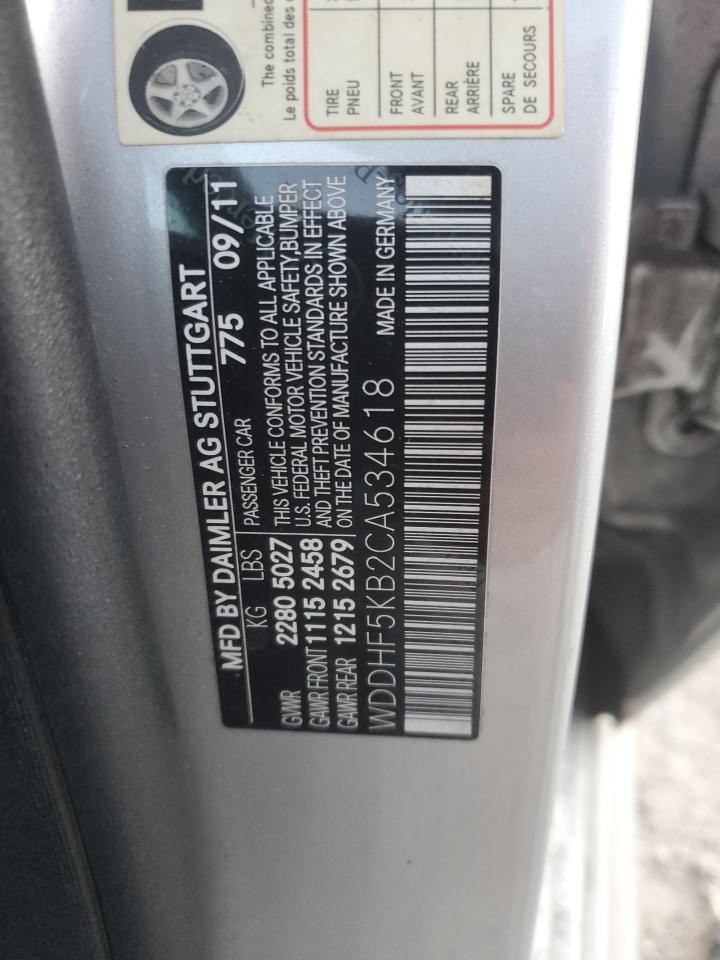 The combined
Le poids total des
TIRE
PNEU
FRONT
AVANT
REAR
ARRIÈRE
SPARE
DE SECOURS
MFD BY DAIMLER AG STUTTGART
KG LBS PASSENGER CAR 775 09/11
GVWR 2280 5027 THIS VEHICLE CONFORMS TO ALL APPLICABLE
U.S. FEDERAL MOTOR VEHICLE SAFETY,BUMPER
GAWR FRONT 1115 2458 AND THEFT PREVENTION STANDARDS IN EFFECT
GAWR REAR 1215 2679 ON THE DATE OF MANUFACTURE SHOWN ABOVE
WDDHF5KB2CA534618 MADE IN GERMANY